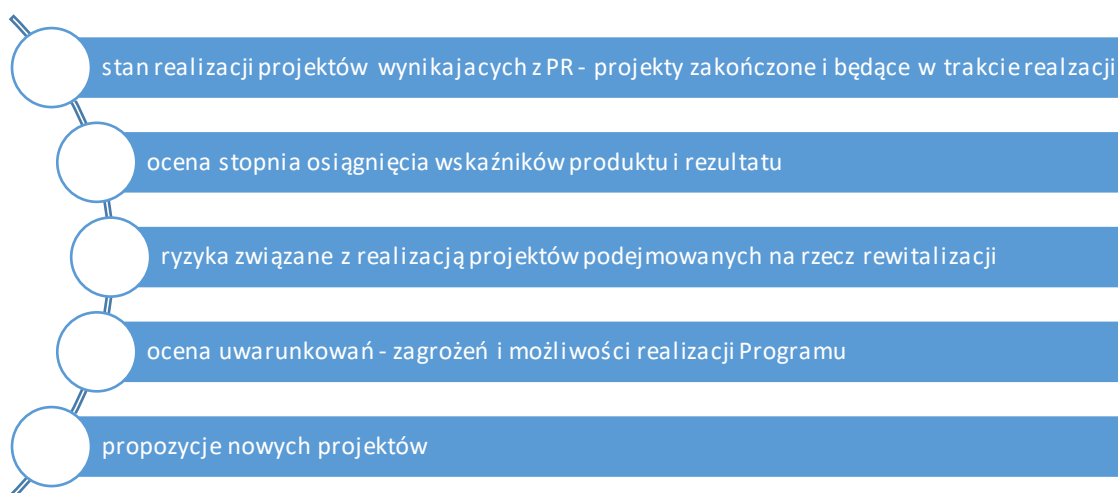 stan realizacji projektów wynikajacych z PR - projekty zakończone i będące w trakcie realzacji
ocena stopnia osiągnięcia wskaźników produktu i rezultatu
ryzyka związane z realizacją projektów podejmowanych na rzecz rewitalizacji
ocena uwarunkowań - zagrożeń i możliwości realizacji Programu
propozycje nowych projektów